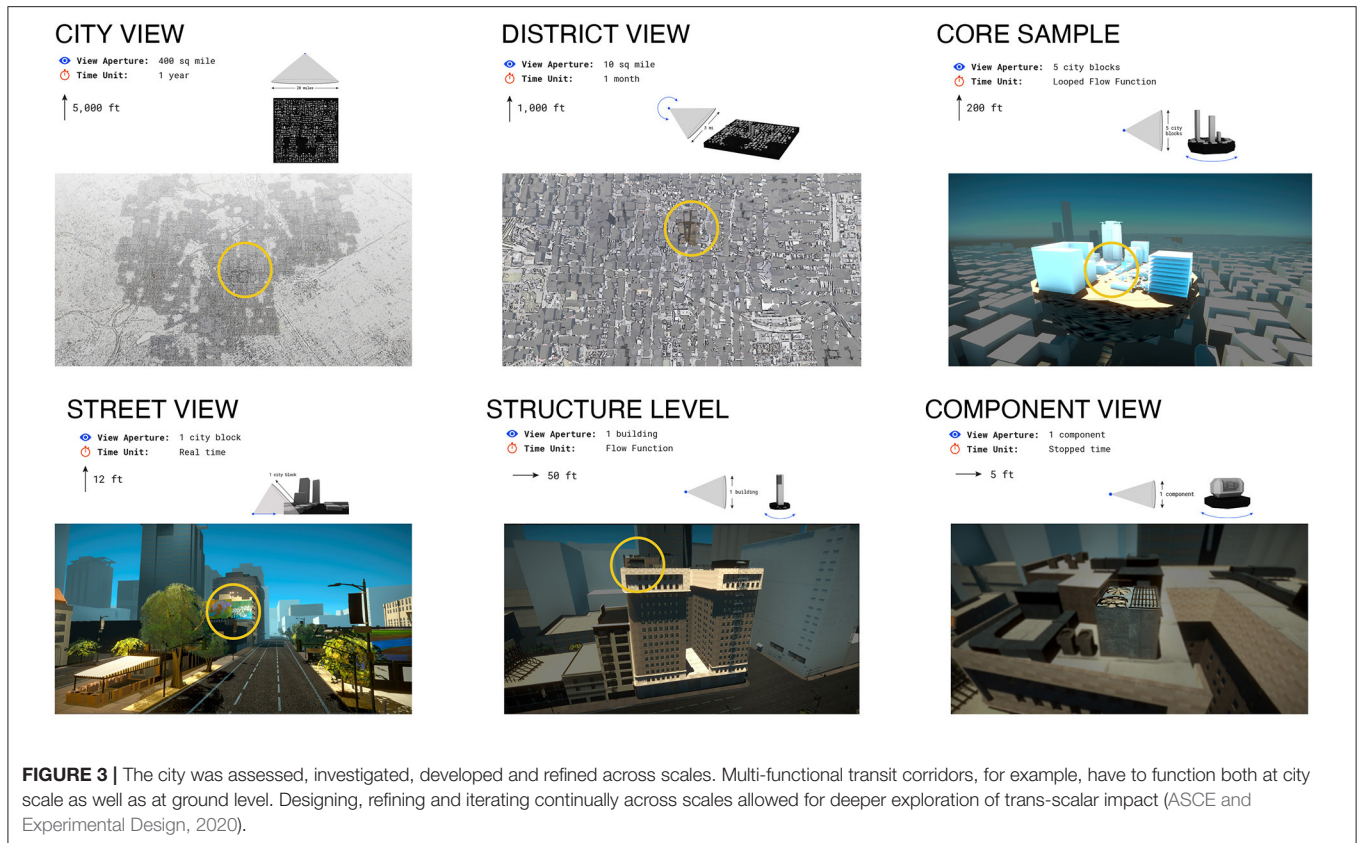 CITY VIEW
View Aperture: 400 sq mile
Time Unit: 1 year
5,000 ft
20 miles
DISTRICT VIEW
View Aperture: 10 sq mile
Time Unit: 1 month
1,000 ft
3 mi
CORE SAMPLE
View Aperture: 5 city blocks
Time Unit: Looped Flow Function
200 ft
5 city
blocks
STREET VIEW
View Aperture: 1 city block
Time Unit: Real time
12 ft
1 city block
STRUCTURE LEVEL
View Aperture: 1 building
Time Unit: Flow Function
50 ft
1 building
COMPONENT VIEW
View Aperture: 1 component
Time Unit: Stopped time
5 ft
1 component
FIGURE 3 | The city was assessed, investigated, developed and refined across scales. Multi-functional transit corridors, for example, have to function both at city
scale as well as at ground level. Designing, refining and iterating continually across scales allowed for deeper exploration of trans-scalar impact (ASCE and
Experimental Design, 2020).